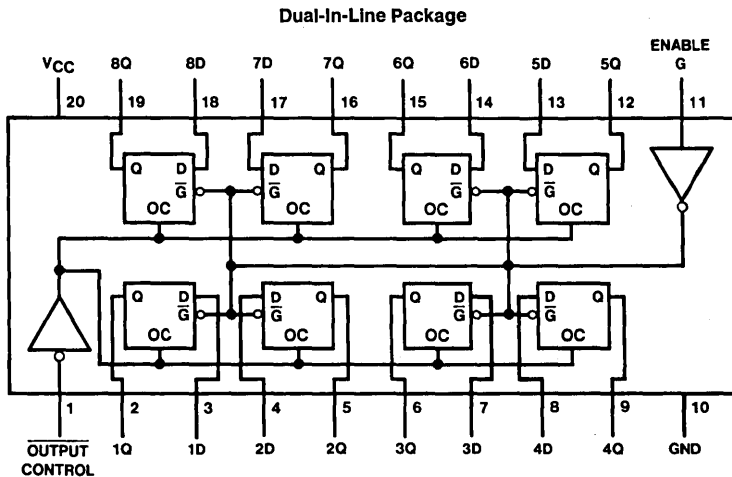 Dual-In-Line Package
VCC 8Q 8D 7D 7Q 6Q 6D 5D 5Q ENABLE G
20 19 18 17 16 15 14 13 12 11
Q D D Q Q D D Q
G̅ G̅ G̅ G̅
OC OC OC OC
Q D D Q Q D D Q
G̅ G̅ G̅ G̅
OC OC OC OC
1 2 3 4 5 6 7 8 9 10
O̅U̅T̅P̅U̅T̅ CONTROL 1Q 1D 2D 2Q 3Q 3D 4D 4Q GND